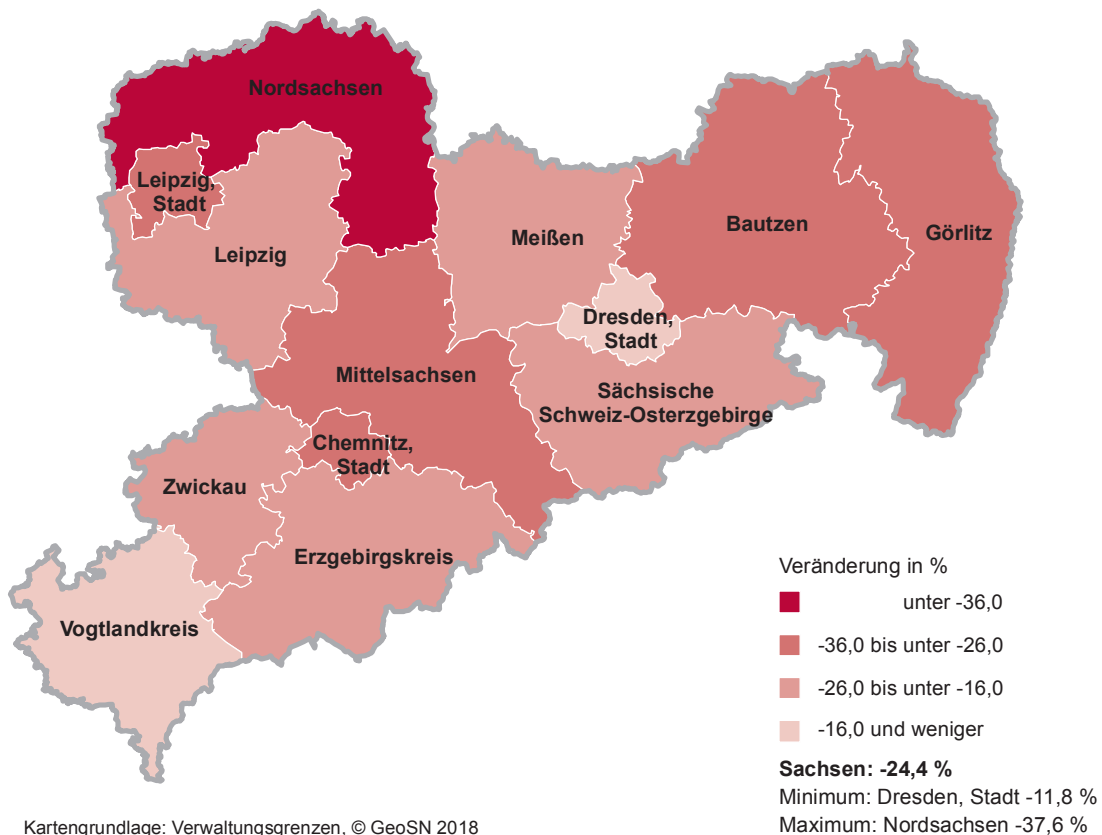 Nordsachsen
Leipzig,
Stadt
Leipzig
Meißen
Bautzen
Görlitz
Dresden,
Stadt
Mittelsachsen
Sächsische
Schweiz-Osterzgebirge
Chemnitz,
Stadt
Zwickau
Erzgebirgskreis
Vogtlandkreis
Veränderung in %
unter -36,0
-36,0 bis unter -26,0
-26,0 bis unter -16,0
-16,0 und weniger
Sachsen: -24,4 %
Minimum: Dresden, Stadt -11,8 %
Maximum: Nordsachsen -37,6 %
Kartengrundlage: Verwaltungsgrenzen, © GeoSN 2018